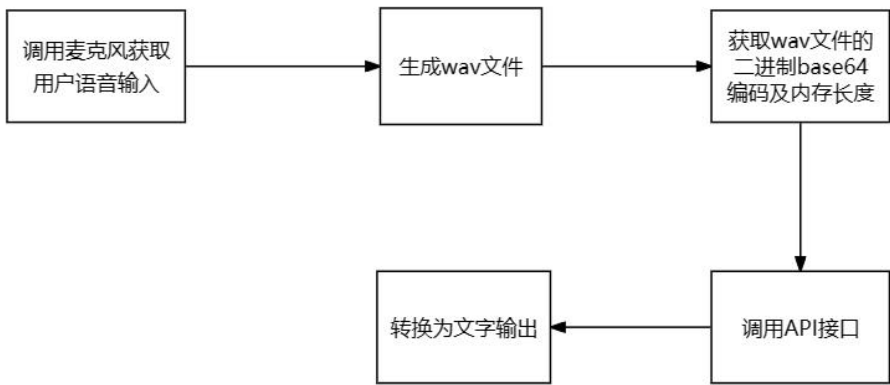 调用麦克风获取
用户语音输入
生成wav文件
获取wav文件的
二进制base64
编码及内存长度
调用API接口
转换为文字输出